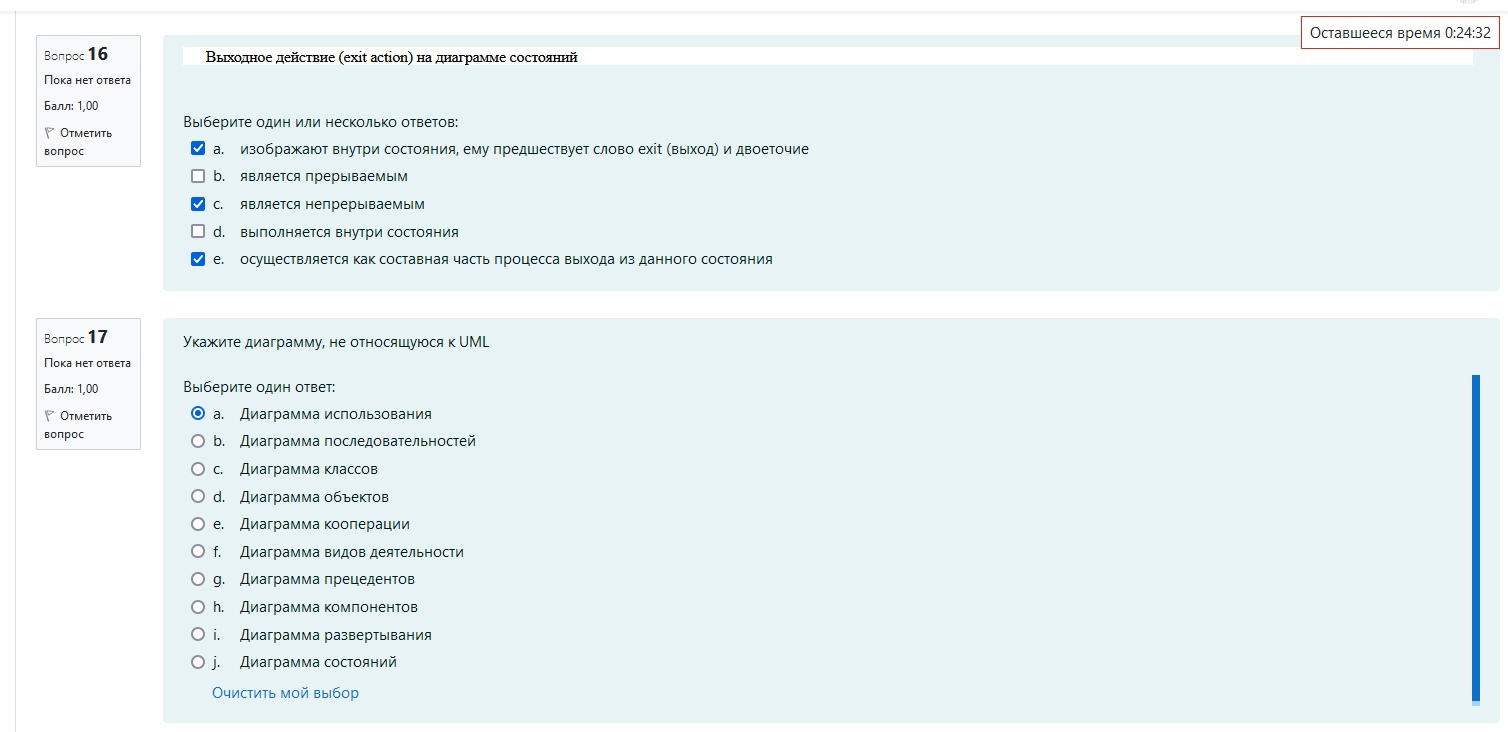 Оставшееся время 0:24:32
Вопрос 16
Пока нет ответа
Балл: 1,00
Отметить
вопрос
Выходное действие (exit action) на диаграмме состояний
Выберите один или несколько ответов:
a. изображают внутри состояния, ему предшествует слово exit (выход) и двоеточие
b. является прерываемым
c. является непрерываемым
d. выполняется внутри состояния
e. осуществляется как составная часть процесса выхода из данного состояния
Вопрос 17
Пока нет ответа
Балл: 1,00
Отметить
вопрос
Укажите диаграмму, не относящуюся к UML
Выберите один ответ:
a. Диаграмма использования
b. Диаграмма последовательностей
c. Диаграмма классов
d. Диаграмма объектов
e. Диаграмма кооперации
f. Диаграмма видов деятельности
g. Диаграмма прецедентов
h. Диаграмма компонентов
i. Диаграмма развертывания
j. Диаграмма состояний
Очистить мой выбор